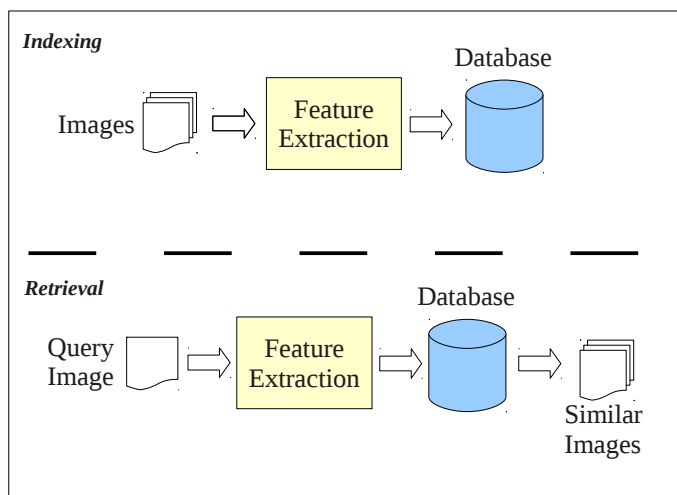 Indexing
Database
Images
Feature
Extraction
Retrieval
Database
Query
Image
Feature
Extraction
Similar
Images